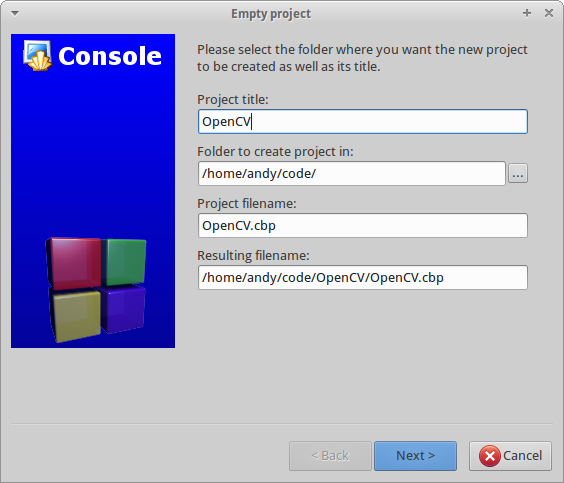 Empty project
Console
Please select the folder where you want the new project
to be created as well as its title.
Project title:
OpenCV
Folder to create project in:
/home/andy/code/
...
Project filename:
OpenCV.cbp
Resulting filename:
/home/andy/code/OpenCV/OpenCV.cbp
< Back
Next >
Cancel